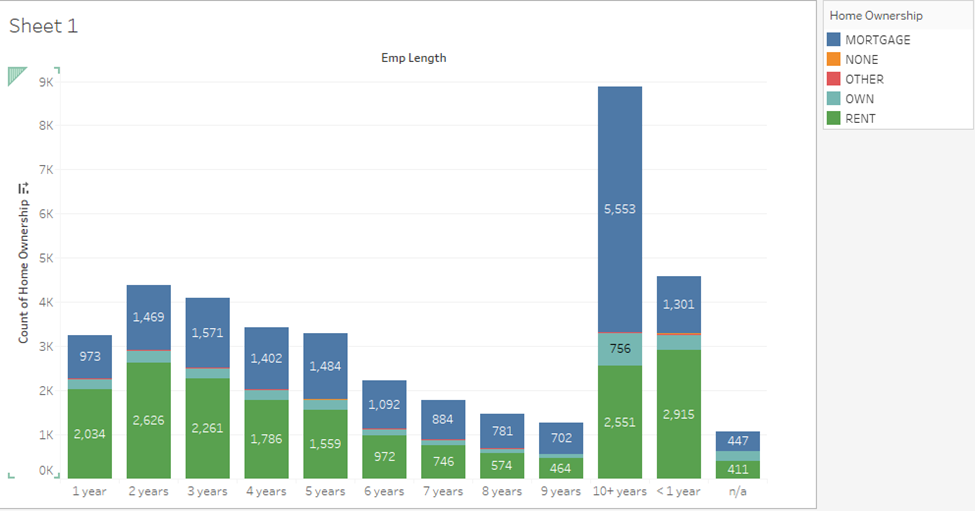 Sheet 1
Home Ownership
MORTGAGE
NONE
OTHER
OWN
RENT
Emp Length
Count of Home Ownership
9K
8K
7K
6K
5K
4K
3K
2K
1K
0K
973
2,034
1,469
2,626
1,571
2,261
1,402
1,786
1,484
1,559
1,092
972
884
746
781
574
702
464
5,553
756
2,551
1,301
2,915
447
411
1 year
2 years
3 years
4 years
5 years
6 years
7 years
8 years
9 years
10+ years
< 1 year
n/a